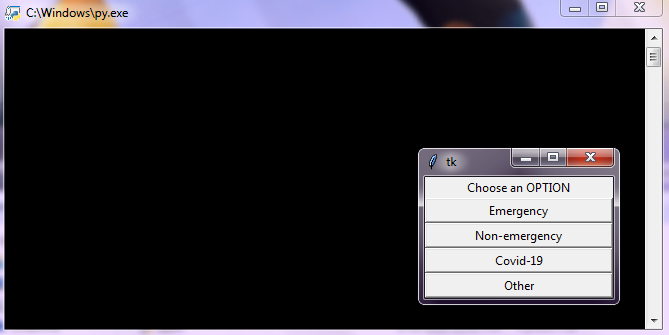 C:\Windows\py.exe
tk
Choose an OPTION
Emergency
Non-emergency
Covid-19
Other